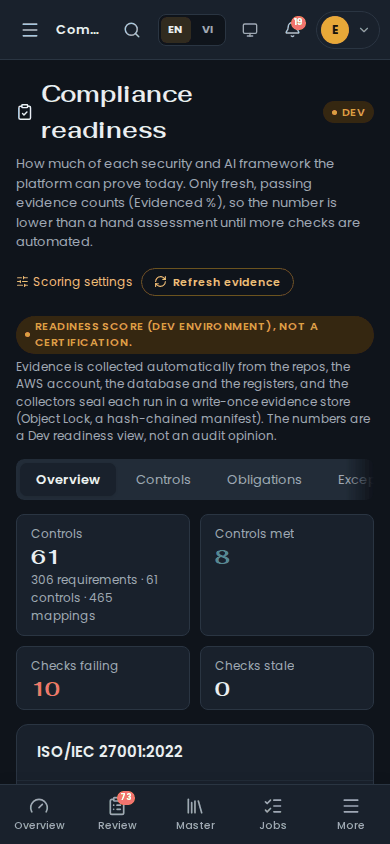 Com...
EN
VI
19
E
Compliance
readiness
DEV
How much of each security and AI framework the
platform can prove today. Only fresh, passing
evidence counts (Evidenced %), so the number is
lower than a hand assessment until more checks are
automated.
Scoring settings
Refresh evidence
READINESS SCORE (DEV ENVIRONMENT), NOT A
CERTIFICATION.
Evidence is collected automatically from the repos, the
AWS account, the database and the registers, and the
collectors seal each run in a write-once evidence store
(Object Lock, a hash-chained manifest). The numbers are
a Dev readiness view, not an audit opinion.
Overview
Controls
Obligations
Excep
Controls
61
306 requirements · 61
controls · 465
mappings
Controls met
8
Checks failing
10
Checks stale
0
ISO/IEC 27001:2022
73
Overview
Review
Master
Jobs
More